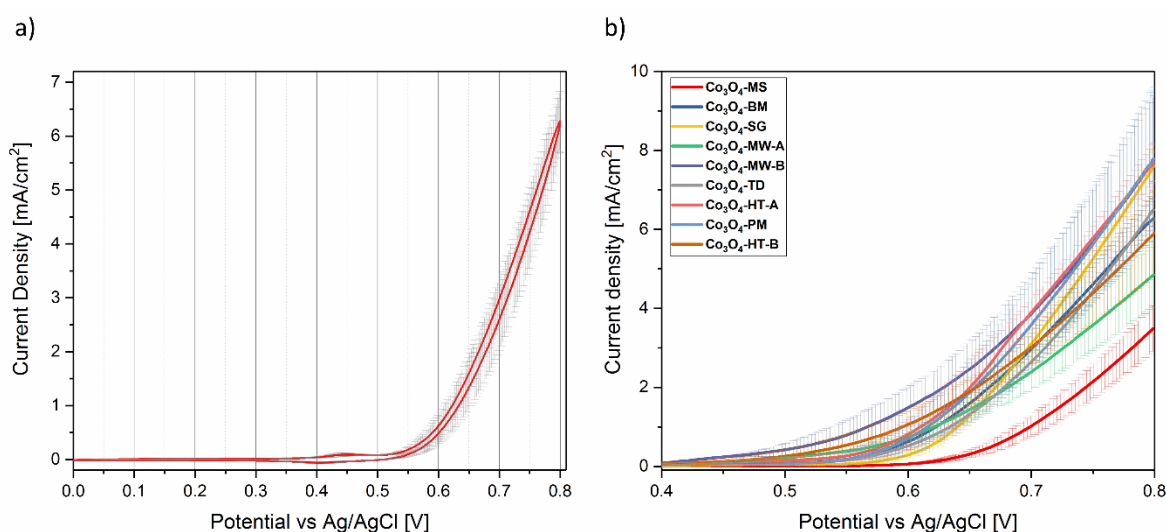 a)
7
6
5
4
3
2
1
0
Current Density [mA/cm²]
0.0 0.1 0.2 0.3 0.4 0.5 0.6 0.7 0.8
Potential vs Ag/AgCl [V]
b)
10
8
6
4
2
0
Current density [mA/cm²]
Co₃O₄-MS
Co₃O₄-BM
Co₃O₄-SG
Co₃O₄-MW-A
Co₃O₄-MW-B
Co₃O₄-TD
Co₃O₄-HT-A
Co₃O₄-PM
Co₃O₄-HT-B
0.4 0.5 0.6 0.7 0.8
Potential vs Ag/AgCl [V]